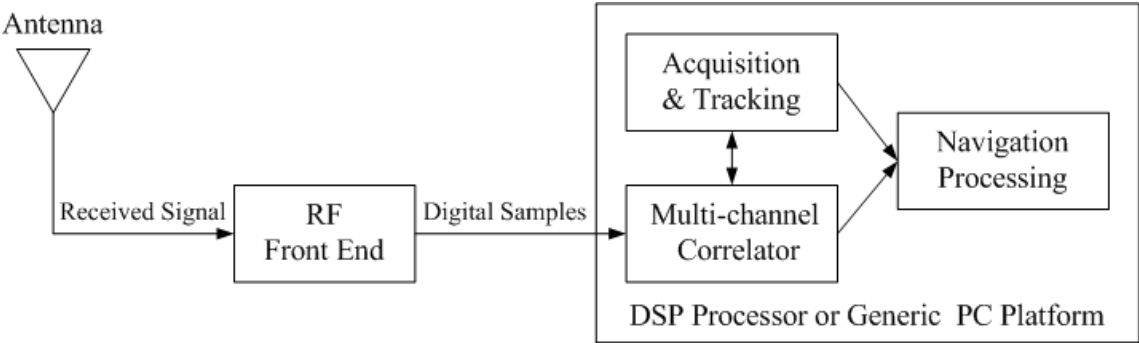 Antenna
Received Signal
RF
Front End
Digital Samples
Acquisition
& Tracking
Multi-channel
Correlator
Navigation
Processing
DSP Processor or Generic PC Platform